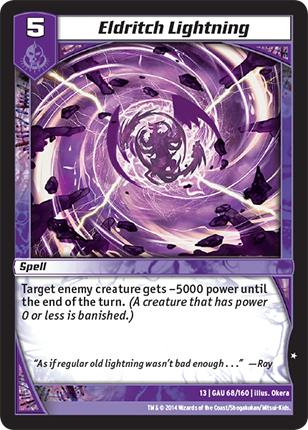 5
Eldritch Lightning
Spell
Target enemy creature gets –5000 power until
the end of the turn. (A creature that has power
0 or less is banished.)
"As if regular old lightning wasn't bad enough . . ." —Ray
13 | GAU 68/160 | illus. Okera
TM & © 2014 Wizards of the Coast/Shogakukan/Mitsui-Kids.